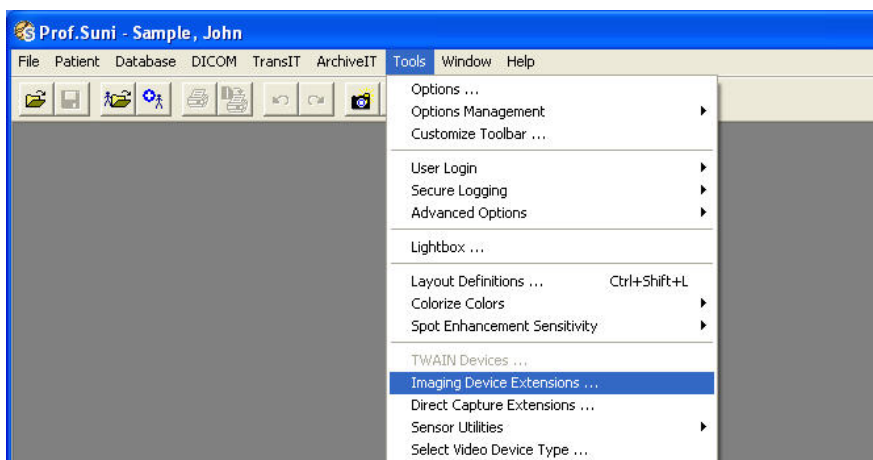 Prof.Suni - Sample, John
File Patient Database DICOM TransIT ArchiveIT Tools Window Help
Options ...
Options Management
Customize Toolbar ...
User Login
Secure Logging
Advanced Options
Lightbox ...
Layout Definitions ... Ctrl+Shift+L
Colorize Colors
Spot Enhancement Sensitivity
TWAIN Devices ...
Imaging Device Extensions ...
Direct Capture Extensions ...
Sensor Utilities
Select Video Device Type ...